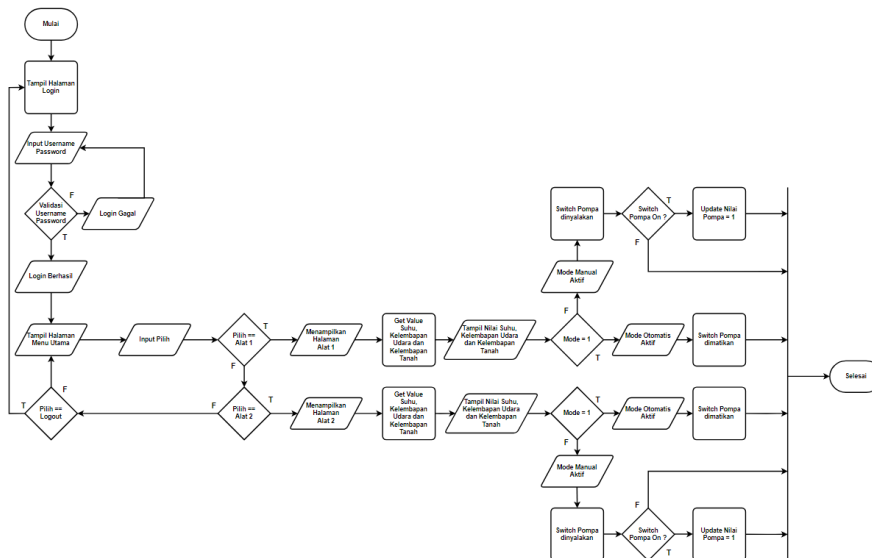 Mulai
Tampil Halaman
Login
Input Username
Password
Validasi
Username
Password
F
T
Login Gagal
Login Berhasil
Tampil Halaman
Menu Utama
Input Pilih
Pilih ==
Alat 1
T
F
Menampilkan
Halaman
Alat 1
Get Value
Suhu,
Kelembapan
Udara dan
Kelembapan
Tanah
Tampil Nilai Suhu,
Kelembapan Udara
dan Kelembapan
Tanah
Mode = 1
F
T
Mode Manual
Aktif
Switch Pompa
dinyalakan
Switch
Pompa On ?
T
F
Update Nilai
Pompa = 1
Mode Otomatis
Aktif
Switch Pompa
dimatikan
Pilih ==
Logout
T
F
Pilih ==
Alat 2
F
T
Menampilkan
Halaman
Alat 2
Get Value
Suhu,
Kelembapan
Udara dan
Kelembapan
Tanah
Tampil Nilai Suhu,
Kelembapan Udara
dan Kelembapan
Tanah
Mode = 1
T
F
Mode Otomatis
Aktif
Switch Pompa
dimatikan
Mode Manual
Aktif
Switch Pompa
dinyalakan
Switch
Pompa On ?
F
T
Update Nilai
Pompa = 1
Selesai